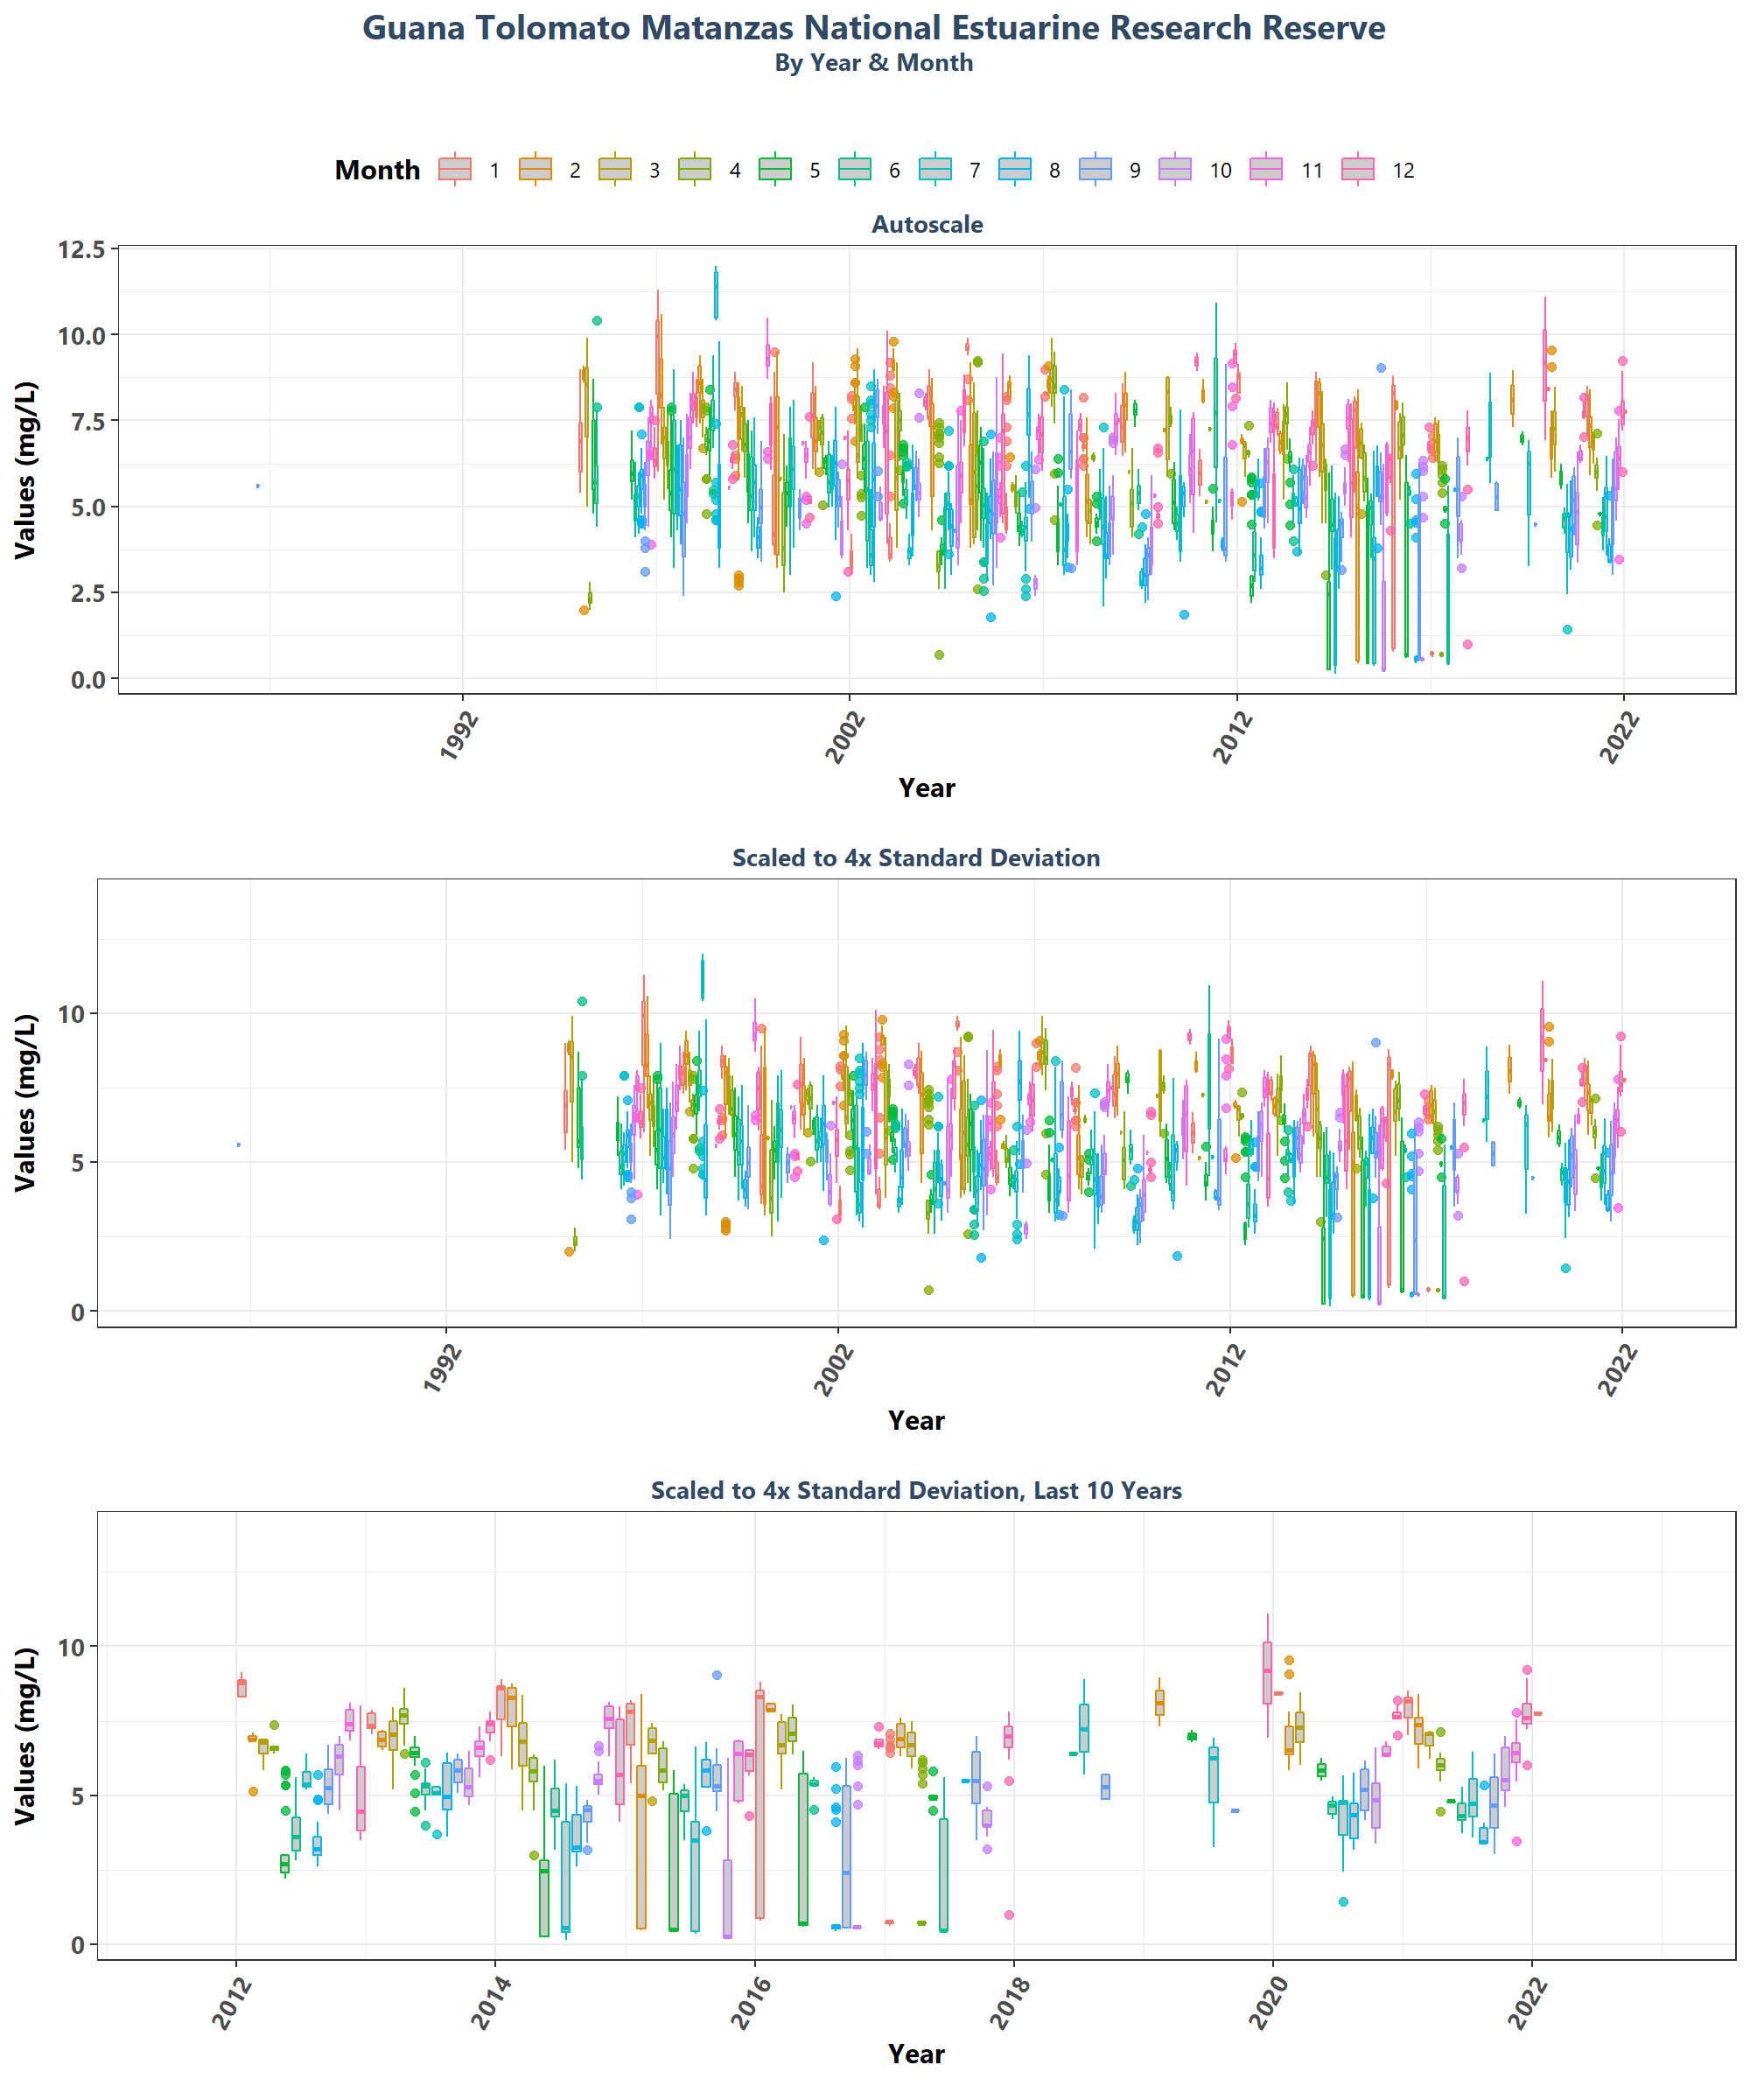 Guana Tolomato Matanzas National Estuarine Research Reserve
By Year & Month
Month 1 2 3 4 5 6 7 8 9 10 11 12
Autoscale
12.5
10.0
7.5
5.0
2.5
0.0
Values (mg/L)
1992 2002 2012 2022
Year
Scaled to 4x Standard Deviation
10
5
0
Values (mg/L)
1992 2002 2012 2022
Year
Scaled to 4x Standard Deviation, Last 10 Years
10
5
0
Values (mg/L)
2012 2014 2016 2018 2020 2022
Year